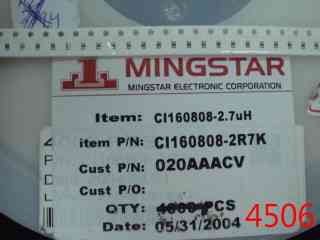 MINGSTAR
MINGSTAR ELECTRONIC CORPORATION
Item: CI160808-2.7uH
item P/N: CI160808-2R7K
Cust P/N: 020AAACV
Cust P/O:
QTY: PCS
Date: 05/31/2004
4506